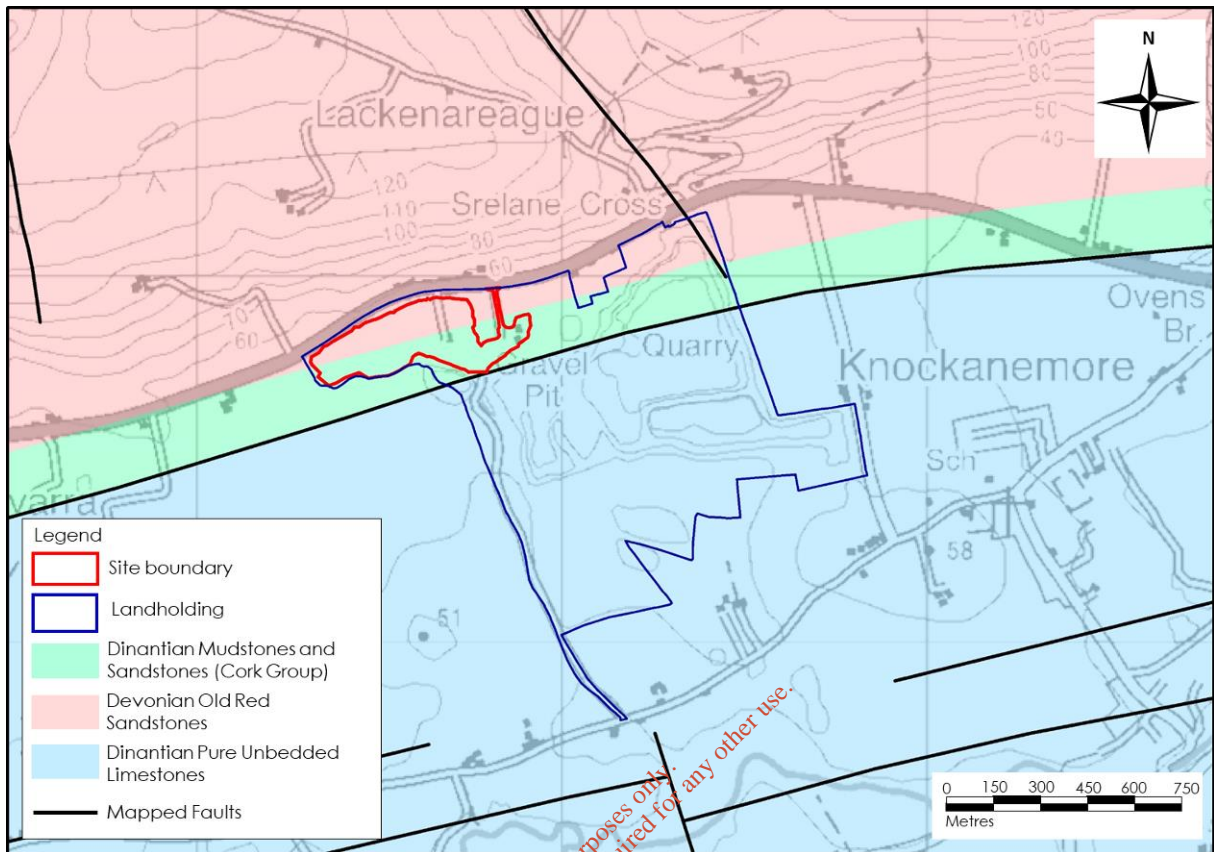 120
100
80
50
40
N
Lackenareague
120
110
100
80
60
Srelane Cross
70
60
Ovens
Br.
Quarry
Gravel
Pit
Knockanemore
Sch
58
varra
51
Legend
Site boundary
Landholding
Dinantian Mudstones and
Sandstones (Cork Group)
Devonian Old Red
Sandstones
Dinantian Pure Unbedded
Limestones
Mapped Faults
rposes only.
uired for any other use.
0 150 300 450 600 750
Metres